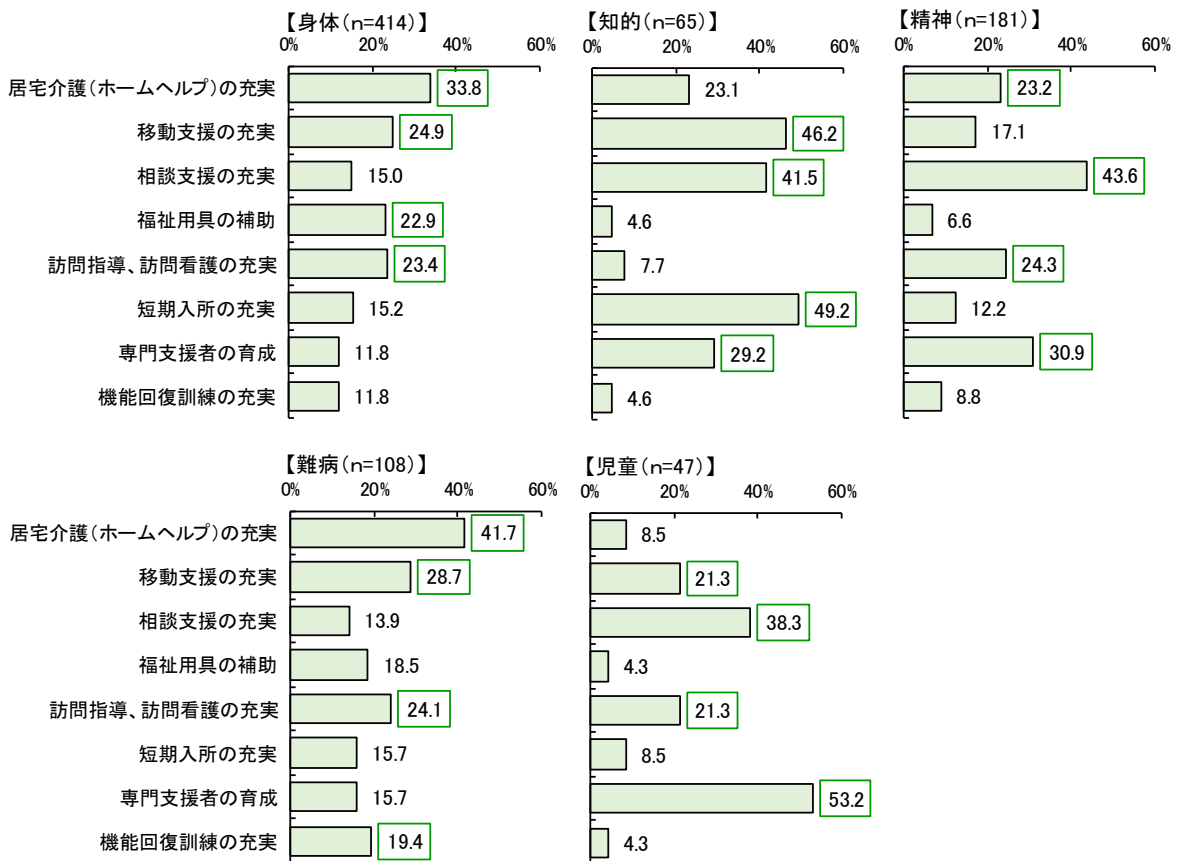 【身体(n=414)】
0% 20% 40% 60%
居宅介護(ホームヘルプ)の充実 33.8
移動支援の充実 24.9
相談支援の充実 15.0
福祉用具の補助 22.9
訪問指導、訪問看護の充実 23.4
短期入所の充実 15.2
専門支援者の育成 11.8
機能回復訓練の充実 11.8
【知的(n=65)】
0% 20% 40% 60%
23.1
46.2
41.5
4.6
7.7
49.2
29.2
4.6
【精神(n=181)】
0% 20% 40% 60%
23.2
17.1
43.6
6.6
24.3
12.2
30.9
8.8
【難病(n=108)】
0% 20% 40% 60%
居宅介護(ホームヘルプ)の充実 41.7
移動支援の充実 28.7
相談支援の充実 13.9
福祉用具の補助 18.5
訪問指導、訪問看護の充実 24.1
短期入所の充実 15.7
専門支援者の育成 15.7
機能回復訓練の充実 19.4
【児童(n=47)】
0% 20% 40% 60%
8.5
21.3
38.3
4.3
21.3
8.5
53.2
4.3